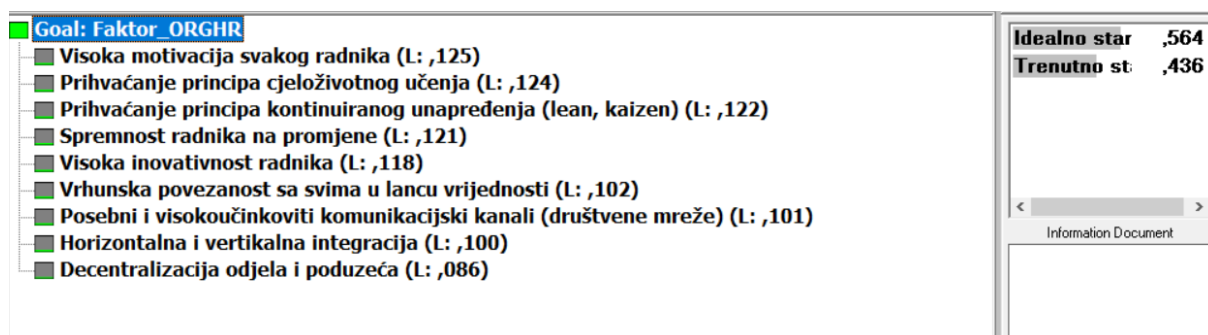 Goal: Faktor_ORGHR
Visoka motivacija svakog radnika (L: ,125)
Prihvaćanje principa cjeloživotnog učenja (L: ,124)
Prihvaćanje principa kontinuiranog unapređenja (lean, kaizen) (L: ,122)
Spremnost radnika na promjene (L: ,121)
Visoka inovativnost radnika (L: ,118)
Vrhunska povezanost sa svima u lancu vrijednosti (L: ,102)
Posebni i visokoučinkoviti komunikacijski kanali (društvene mreže) (L: ,101)
Horizontalna i vertikalna integracija (L: ,100)
Decentralizacija odjela i poduzeća (L: ,086)
Idealno star ,564
Trenutno st ,436
Information Document